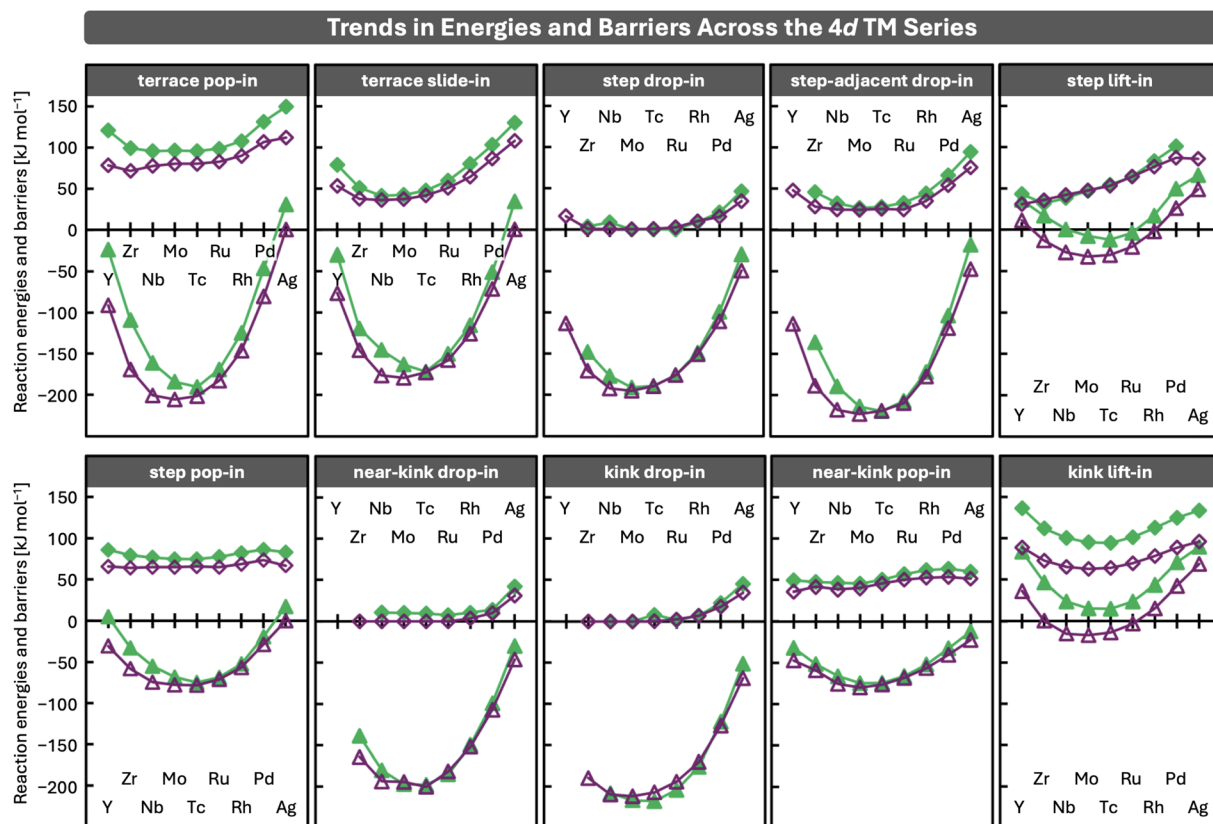 Trends in Energies and Barriers Across the 4d TM Series
terrace pop-in
terrace slide-in
step drop-in
step-adjacent drop-in
step lift-in
Reaction energies and barriers [kJ mol⁻¹]
150
100
50
0
−50
−100
−150
−200
Zr Mo Ru Pd
Y Nb Tc Rh Ag
Zr Mo Ru Pd
Y Nb Tc Rh Ag
Y Nb Tc Rh Ag
Zr Mo Ru Pd
Y Nb Tc Rh Ag
Zr Mo Ru Pd
Zr Mo Ru Pd
Y Nb Tc Rh Ag
step pop-in
near-kink drop-in
kink drop-in
near-kink pop-in
kink lift-in
Reaction energies and barriers [kJ mol⁻¹]
150
100
50
0
−50
−100
−150
−200
Zr Mo Ru Pd
Y Nb Tc Rh Ag
Y Nb Tc Rh Ag
Zr Mo Ru Pd
Y Nb Tc Rh Ag
Zr Mo Ru Pd
Y Nb Tc Rh Ag
Zr Mo Ru Pd
Zr Mo Ru Pd
Y Nb Tc Rh Ag